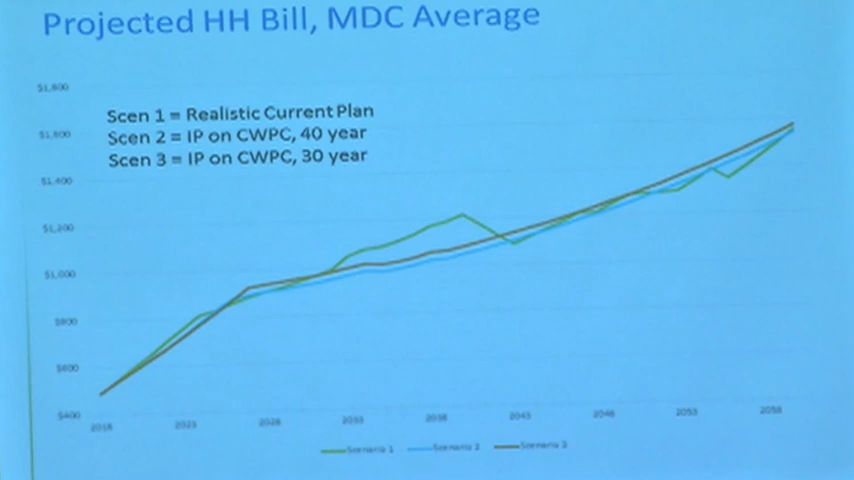 Projected HH Bill, MDC Average
$1,800
Scen 1 = Realistic Current Plan
$1,600
Scen 2 = IP on CWPC, 40 year
Scen 3 = IP on CWPC, 30 year
$1,400
$1,200
$1,000
$800
$600
$400
2018 2023 2028 2033 2038 2043 2048 2053 2058
Scenario 1 Scenario 2 Scenario 3